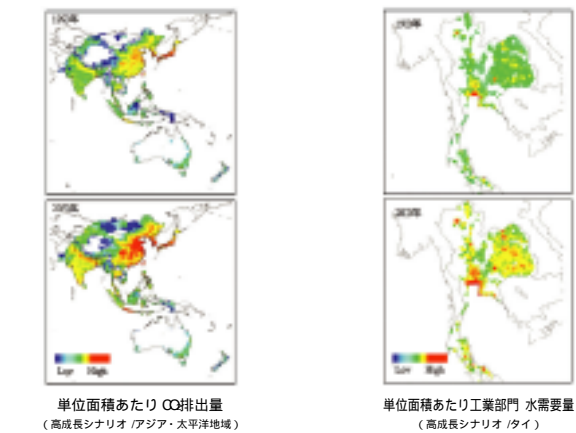 Low High
Low High
単位面積あたり CO2排出量
( 高成長シナリオ /アジア・太平洋地域 )
単位面積あたり工業部門 水需要量
( 高成長シナリオ /タイ )